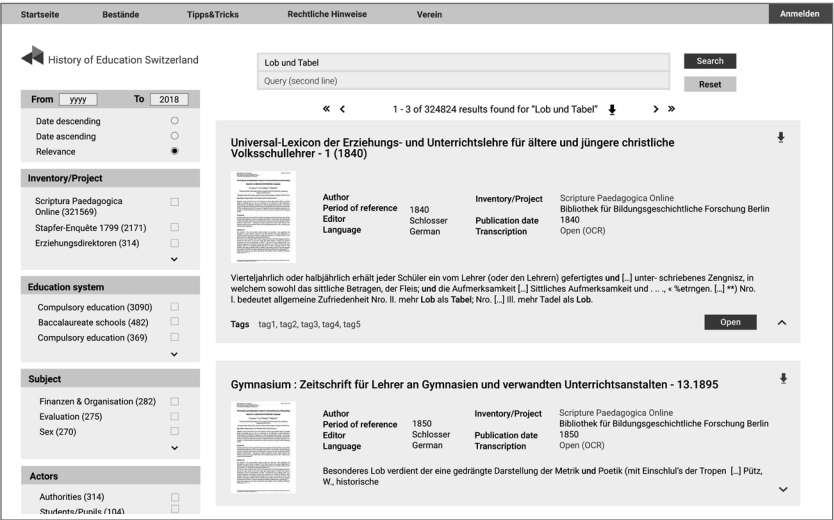 Startseite Bestände Tipps&Tricks Rechtliche Hinweise Verein Anmelden
History of Education Switzerland
Lob und Tabel Search
Query (second line) Reset
« < 1 - 3 of 324824 results found for "Lob und Tabel" > »
From yyyy To 2018
Date descending
Date ascending
Relevance
Inventory/Project
Scriptura Paedagogica
Online (321569)
Stapfer-Enquête 1799 (2171)
Erziehungsdirektoren (314)
Education system
Compulsory education (3090)
Baccalaureate schools (482)
Compulsory education (369)
Subject
Finanzen & Organisation (282)
Evaluation (275)
Sex (270)
Actors
Authorities (314)
Students/Pupils (104)
Universal-Lexicon der Erziehungs- und Unterrichtslehre für ältere und jüngere christliche
Volksschullehrer - 1 (1840)
Author Inventory/Project Scripture Paedagogica Online
Period of reference 1840 Bibliothek für Bildungsgeschichtliche Forschung Berlin
Editor Schlosser Publication date 1840
Language German Transcription Open (OCR)
Vierteljahrlich oder halbjährlich erhält jeder Schüler ein vom Lehrer (oder den Lehrern) gefertigtes und [...] unter- schriebenes Zengnisz, in
welchem sowohl das sittliche Betragen, der Fleis; und die Aufmerksamkeit [...] Sittliches Aufmerksamkeit und . .. ., « %etrngen. [...] **) Nro.
I. bedeutet allgemeine Zufriedenheit Nro. II. mehr Lob als Tabel; Nro. [...] III. mehr Tadel als Lob.
Tags tag1, tag2, tag3, tag4, tag5 Open
Gymnasium : Zeitschrift für Lehrer an Gymnasien und verwandten Unterrichtsanstalten - 13.1895
Author Inventory/Project Scripture Paedagogica Online
Period of reference 1850 Bibliothek für Bildungsgeschichtliche Forschung Berlin
Editor Schlosser Publication date 1850
Language German Transcription Open (OCR)
Besonderes Lob verdient der eine gedrängte Darstellung der Metrik und Poetik (mit Einschlul's der Tropen [...] Pütz,
W., historische